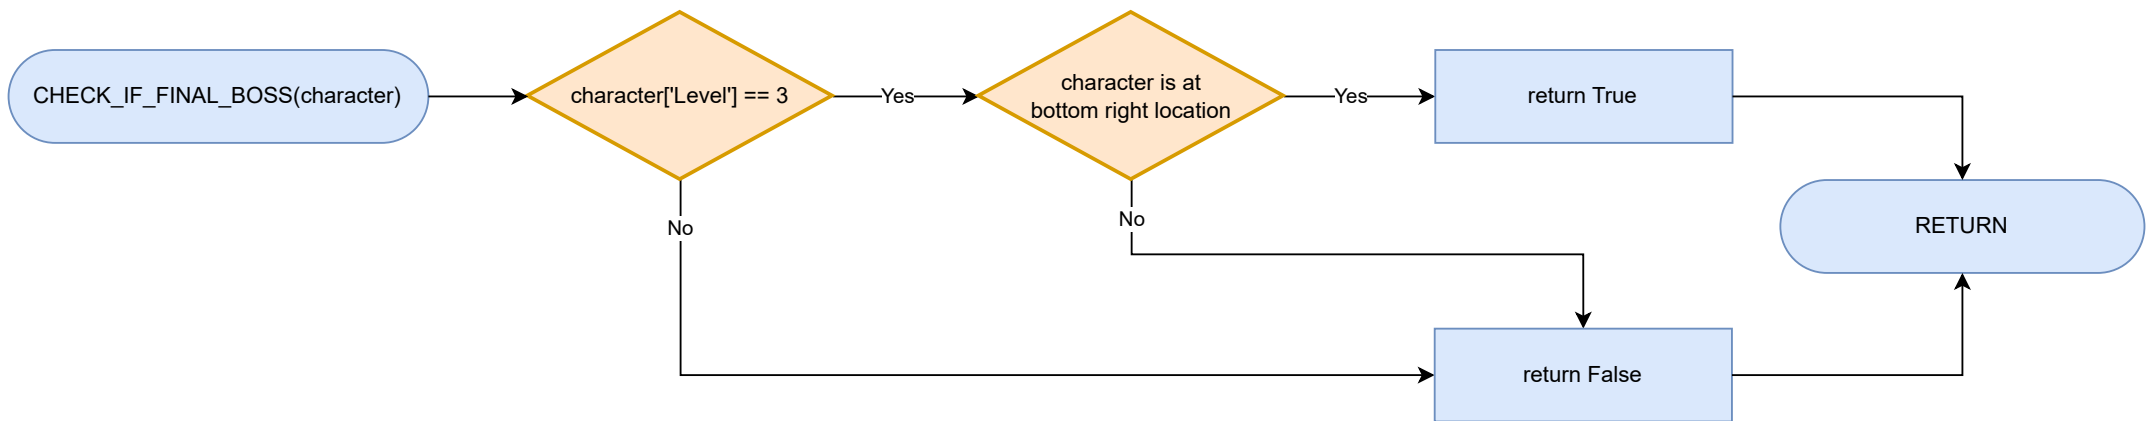 CHECK_IF_FINAL_BOSS(character)
character['Level'] == 3
Yes
character is at
bottom right location
Yes
return True
No
No
RETURN
return False